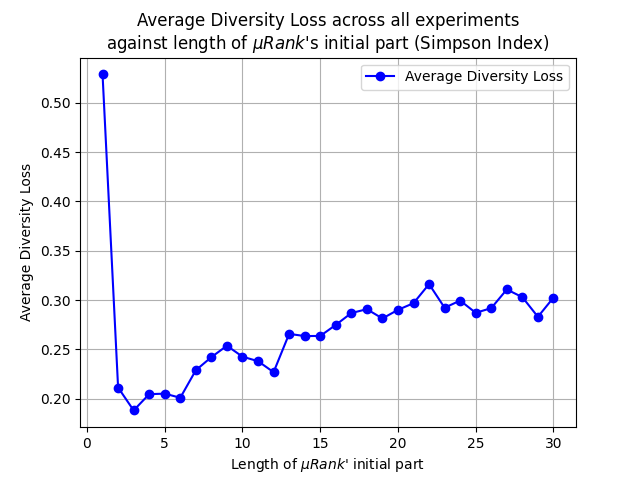 Average Diversity Loss across all experiments
against length of μRank's initial part (Simpson Index)
Average Diversity Loss
0.50
0.45
0.40
0.35
0.30
0.25
0.20
Average Diversity Loss
0 5 10 15 20 25 30
Length of μRank' initial part